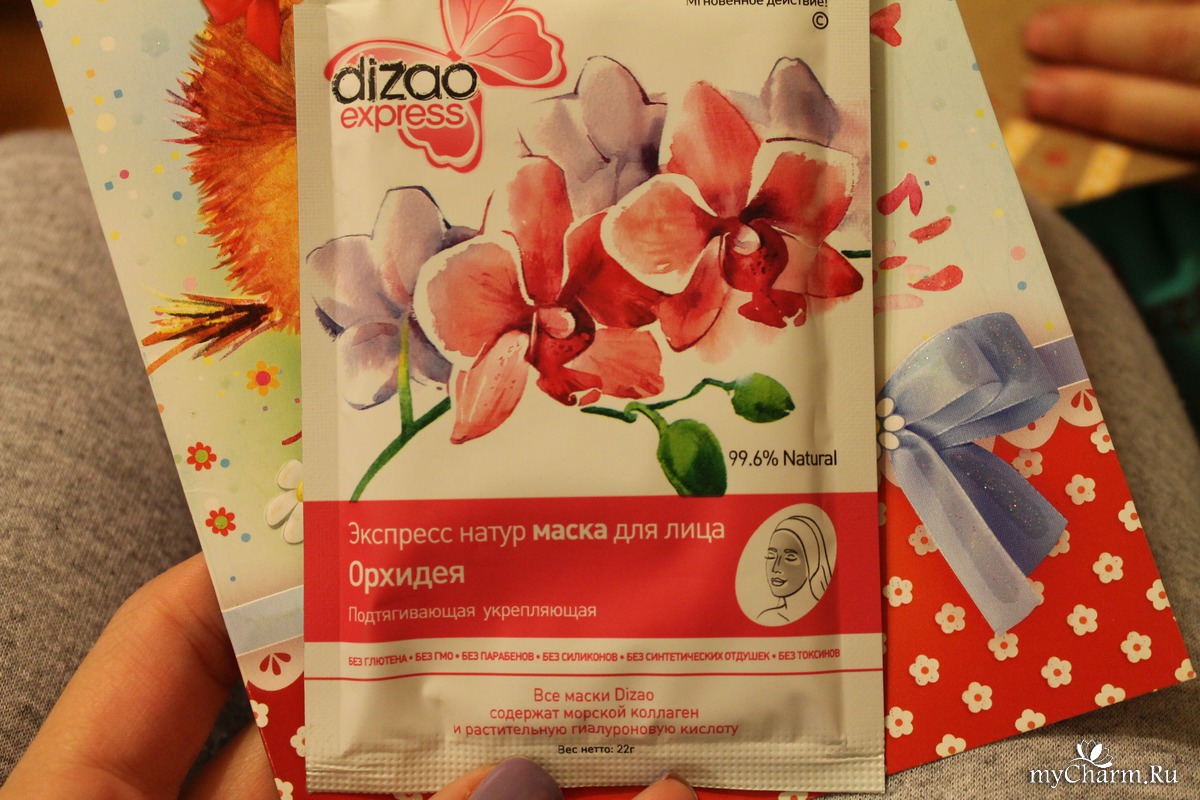 Мгновенное действие!
©
dizao
express
99.6% Natural
Экспресс натур маска для лица
Орхидея
Подтягивающая укрепляющая
БЕЗ ГЛЮТЕНА • БЕЗ ГМО • БЕЗ ПАРАБЕНОВ • БЕЗ СИЛИКОНОВ • БЕЗ СИНТЕТИЧЕСКИХ ОТДУШЕК • БЕЗ ТОКСИНОВ
Все маски Dizao
содержат морской коллаген
и растительную гиалуроновую кислоту
Вес нетто: 22г
myCharm.Ru